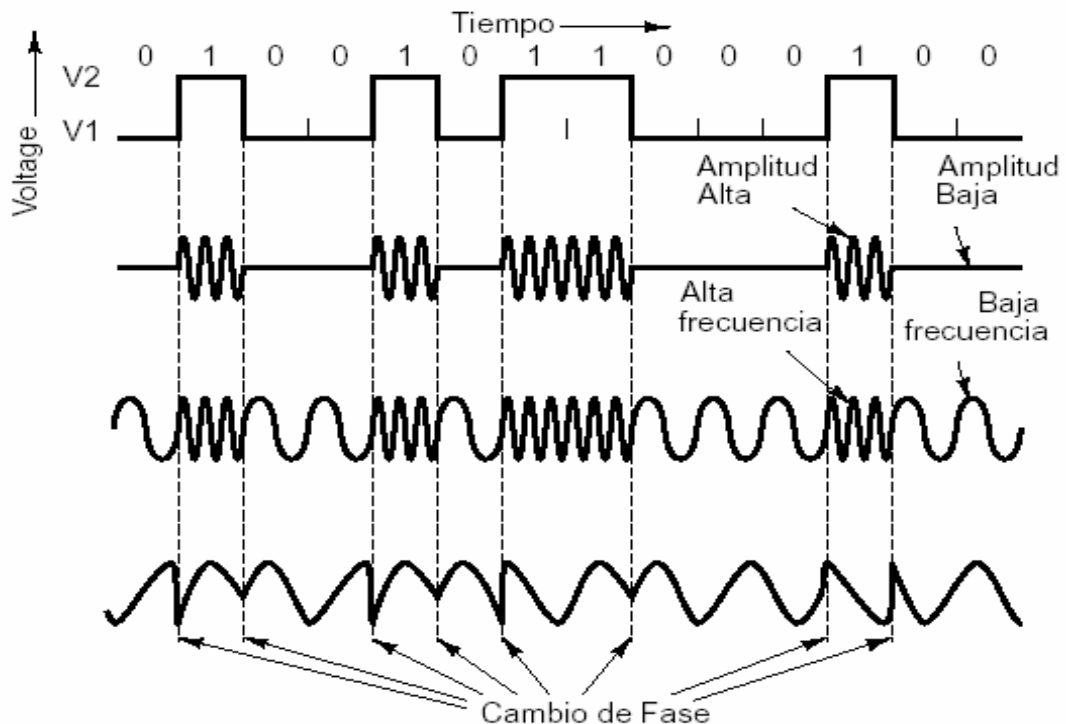 Tiempo
0 1 0 0 1 0 1 1 0 0 0 1 0 0
V2
V1
Voltage
Amplitud
Alta
Amplitud
Baja
Alta
frecuencia
Baja
frecuencia
Cambio de Fase